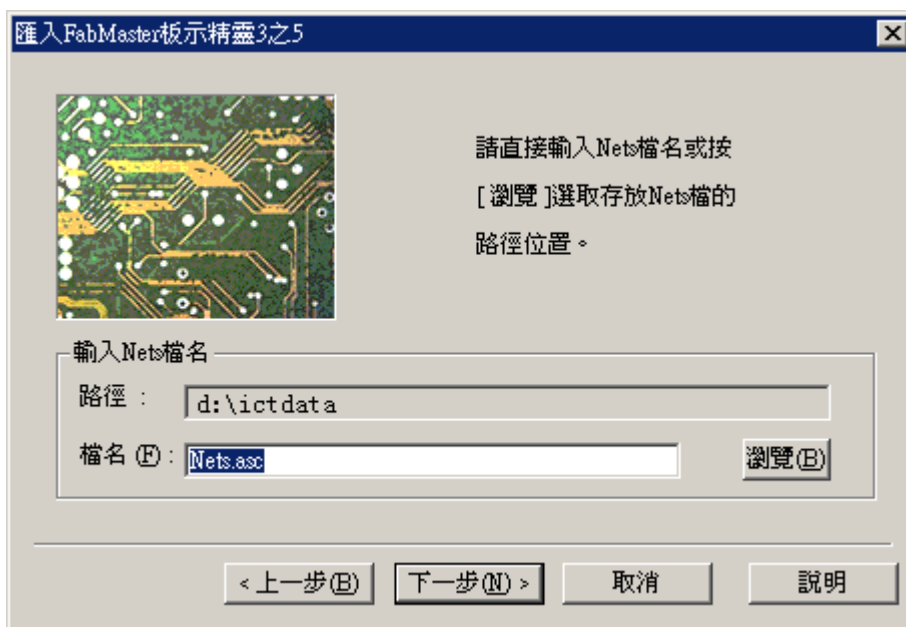 匯入FabMaster板示精靈3之5
請直接輸入Nets檔名或按
[ 瀏覽 ]選取存放Nets檔的
路徑位置。
輸入Nets檔名
路徑 : d:\ictdata
檔名 (F) : Nets.asc 瀏覽(B)
< 上一步(B) 下一步(N) > 取消 說明